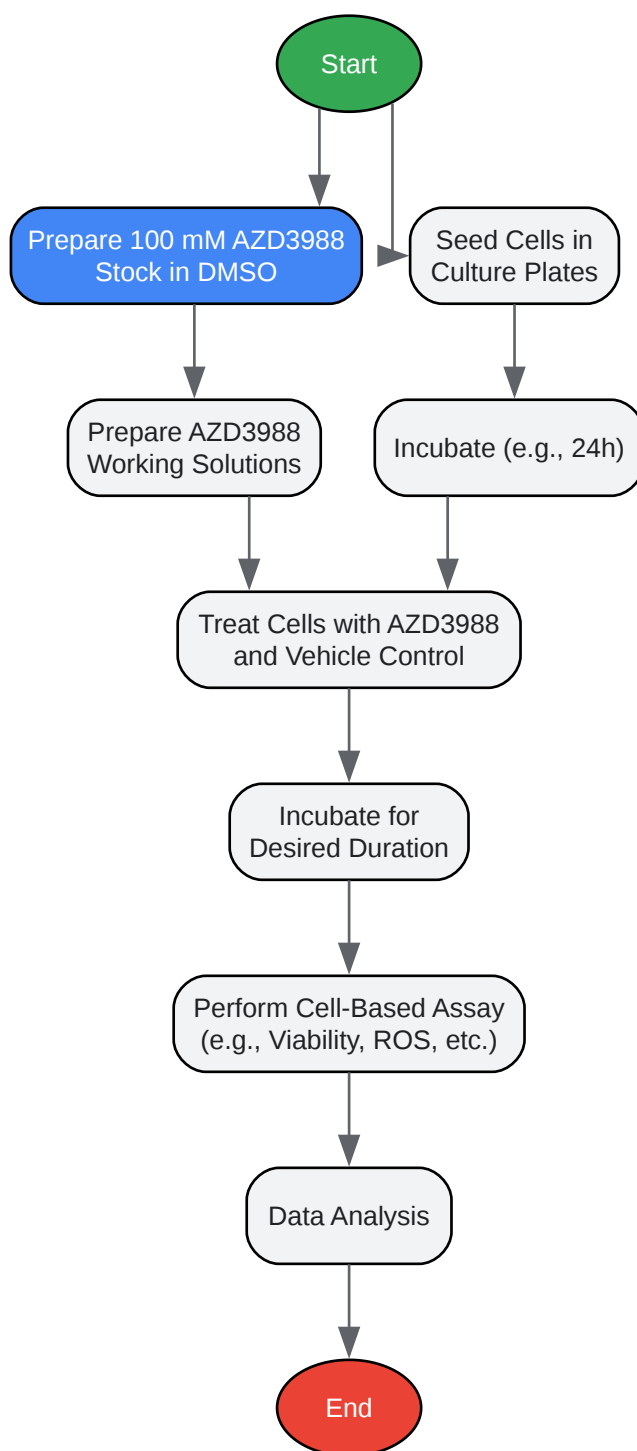 Start
Prepare 100 mM AZD3988
Stock in DMSO
Seed Cells in
Culture Plates
Prepare AZD3988
Working Solutions
Incubate (e.g., 24h)
Treat Cells with AZD3988
and Vehicle Control
Incubate for
Desired Duration
Perform Cell-Based Assay
(e.g., Viability, ROS, etc.)
Data Analysis
End